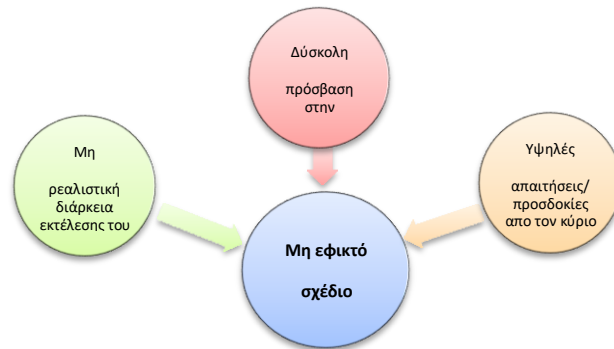 Δύσκολη
πρόσβαση
στην
Μη
ρεαλιστική
διάρκεια
εκτέλεσης του
Υψηλές
απαιτήσεις/
προσδοκίες
απο τον κύριο
Μη εφικτό
σχέδιο